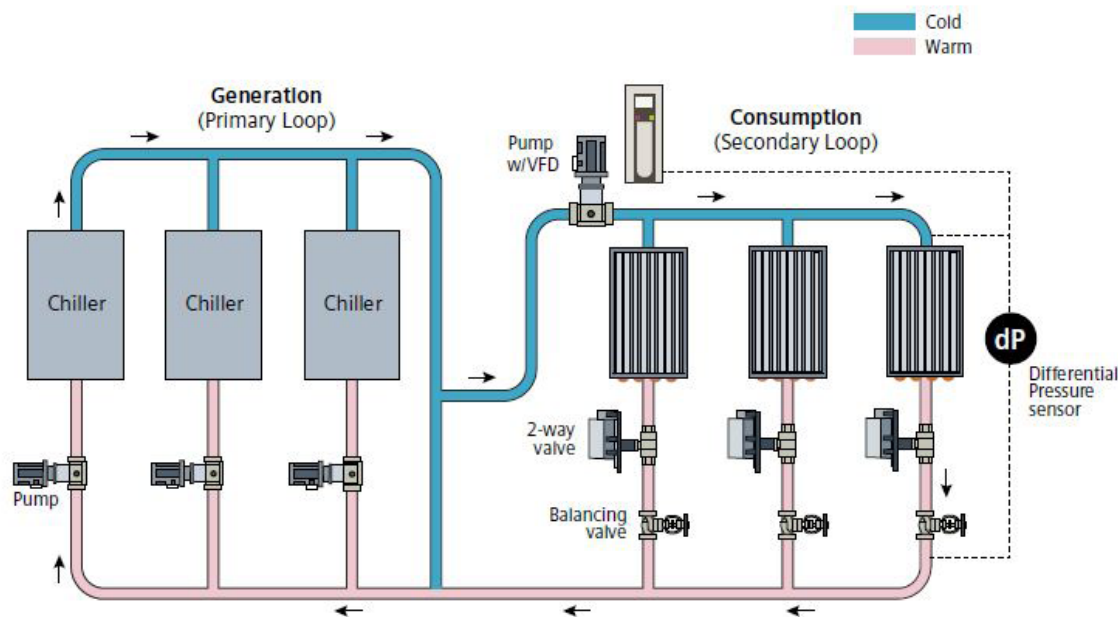 Cold
Warm
Generation
(Primary Loop)
Consumption
(Secondary Loop)
Pump
w/VFD
Chiller
Chiller
Chiller
dP
Differential
Pressure
sensor
2-way
valve
Pump
Balancing
valve